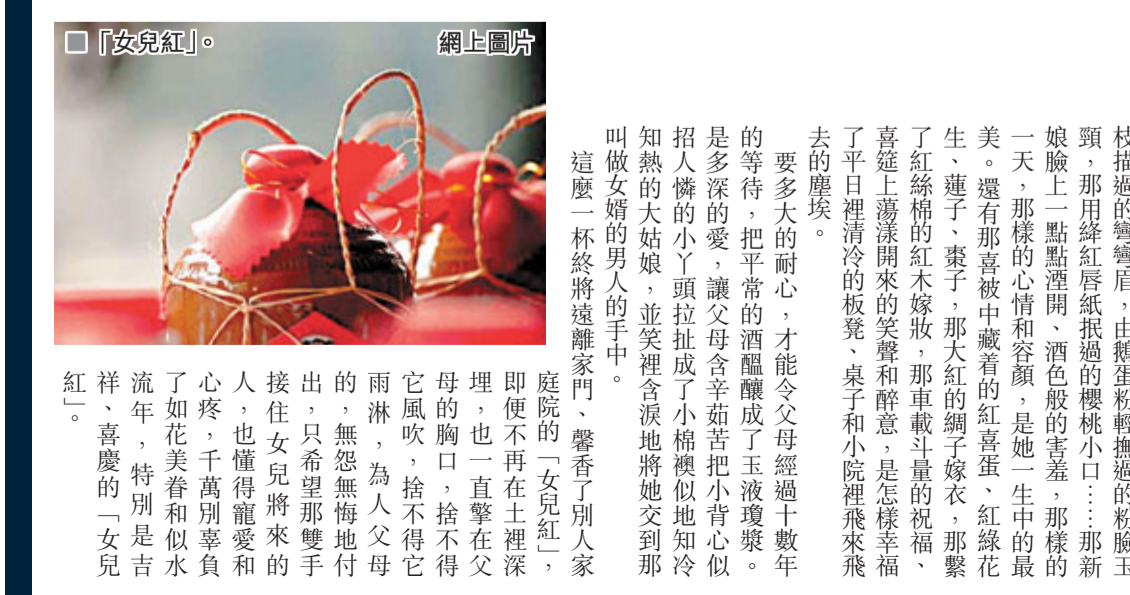 枝描過的彎彎眉，由鵝蛋粉輕撫過的粉臉玉
頸，那用絳紅唇紙抿過的櫻桃小口……那新
娘臉上一點點湮開、酒色般的害羞，那樣的
一天，那樣的心情和容顏，是她一生中的最
美。還有那喜被中藏着的紅喜蛋、紅綠花
生、蓮子、棗子，那大紅的綢子嫁衣，那繫
了紅絲棉的紅木嫁妝，那車載斗量的祝福、
喜筵上蕩漾開來的笑聲和醉意，是怎樣幸福
了平日裡清冷的板凳、桌子和小院裡飛來飛
去的塵埃。
要多大的耐心，才能令父母經過十數年
的等待，把平常的酒醞釀成了玉液瓊漿。
是多深的愛，讓父母含辛茹苦把小背心似
招人憐的小丫頭拉扯成了小棉襖似地知冷
知熱的大姑娘，並笑裡含淚地將她交到那
叫做女婿的男人的手中。
這麼一杯終將遠離家門、馨香了別人家
庭院的「女兒紅」，
即便不再在土裡深
埋，也一直擎在父
母的胸口，捨不得
它風吹，捨不得它
雨淋，為人父母
的，無怨無悔地付
出，只希望那雙手
接住女兒將來的
人，也懂得寵愛和
心疼，千萬別辜負
了如花美眷和似水
流年，特別是吉
祥、喜慶的「女兒
紅」。
■「女兒紅」。 網上圖片